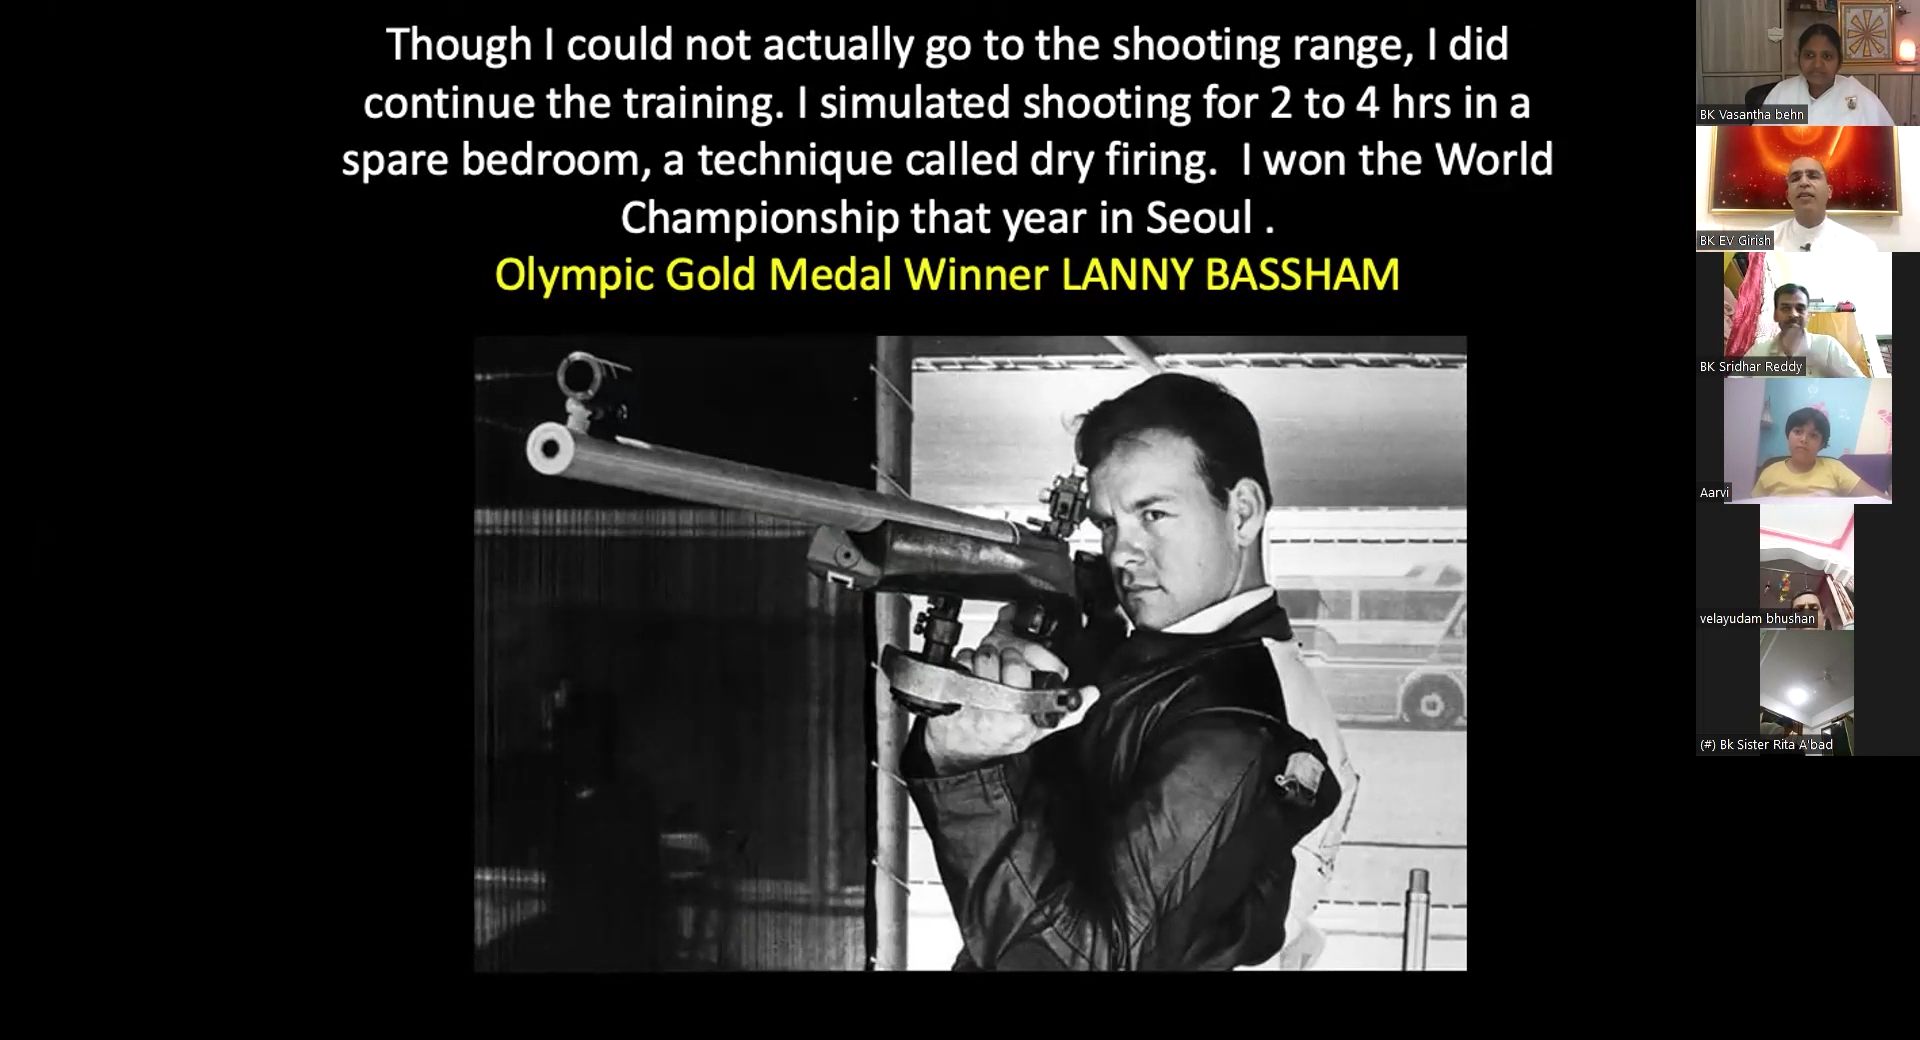 Though I could not actually go to the shooting range, I did
continue the training. I simulated shooting for 2 to 4 hrs in a
spare bedroom, a technique called dry firing.  I won the World
Championship that year in Seoul .
Olympic Gold Medal Winner LANNY BASSHAM
BK Vasantha behn
BK EV Girish
BK Sridhar Reddy
Aarvi
velayudam bhushan
(#) Bk Sister Rita A'bad